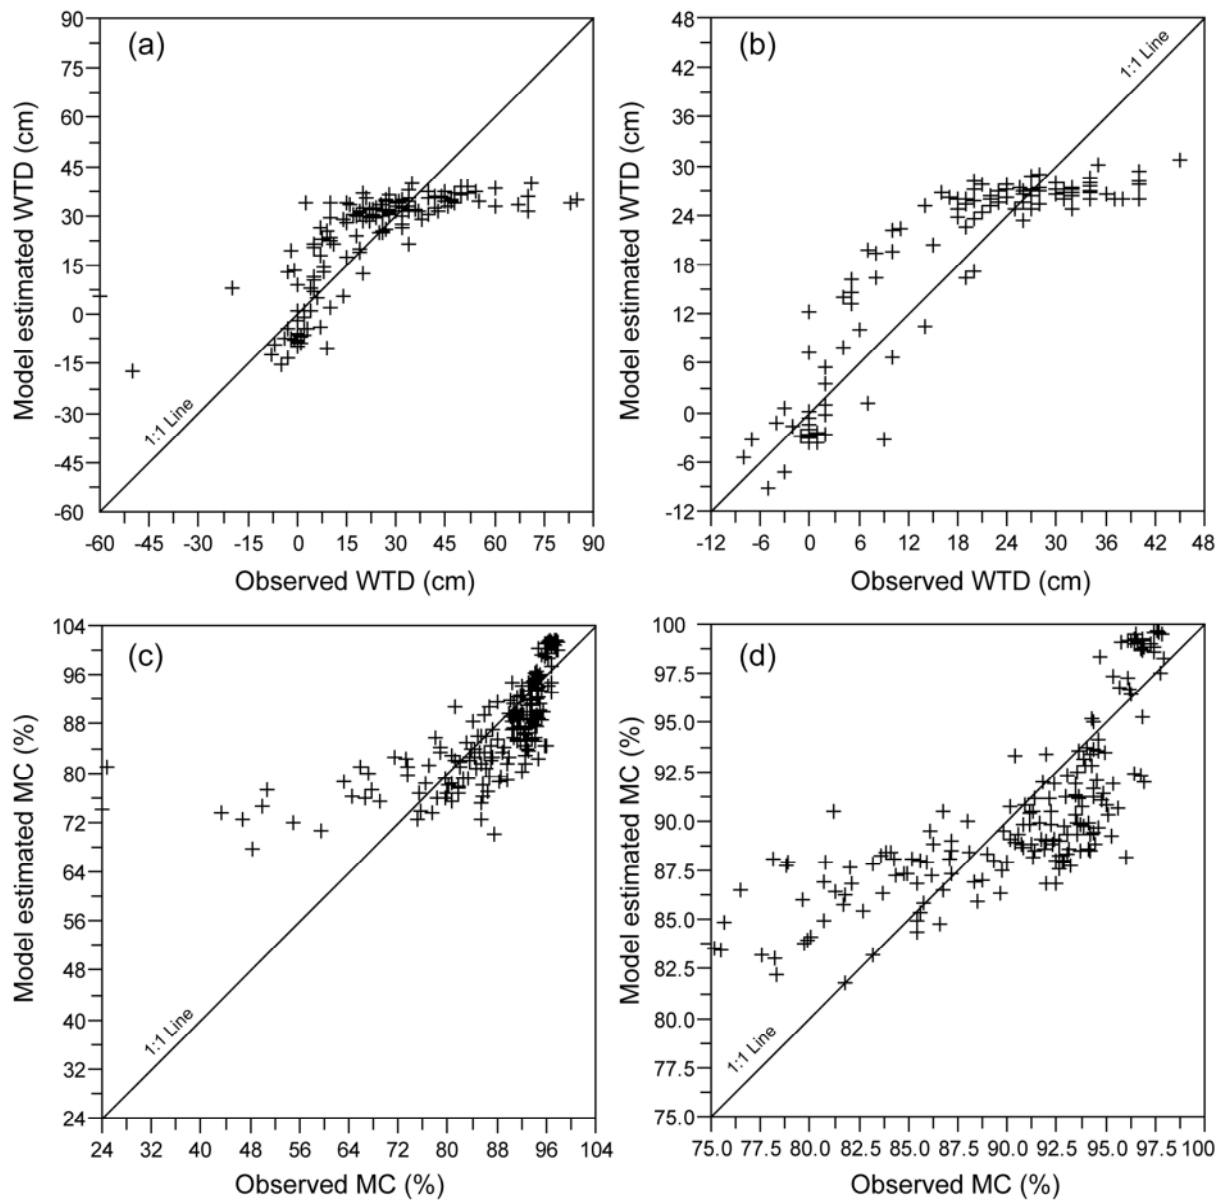 (a)
Model estimated WTD (cm)
90
75
60
45
30
15
0
-15
-30
-45
-60
1:1 Line
-60 -45 -30 -15 0 15 30 45 60 75 90
Observed WTD (cm)
(b)
Model estimated WTD (cm)
48
42
36
30
24
18
12
6
0
-6
-12
1:1 Line
-12 -6 0 6 12 18 24 30 36 42 48
Observed WTD (cm)
(c)
Model estimated MC (%)
104
96
88
80
72
64
56
48
40
32
24
1:1 Line
24 32 40 48 56 64 72 80 88 96 104
Observed MC (%)
(d)
Model estimated MC (%)
100
97.5
95.0
92.5
90.0
87.5
85.0
82.5
80.0
77.5
75.0
1:1 Line
75.0 77.5 80.0 82.5 85.0 87.5 90.0 92.5 95.0 97.5 100
Observed MC (%)